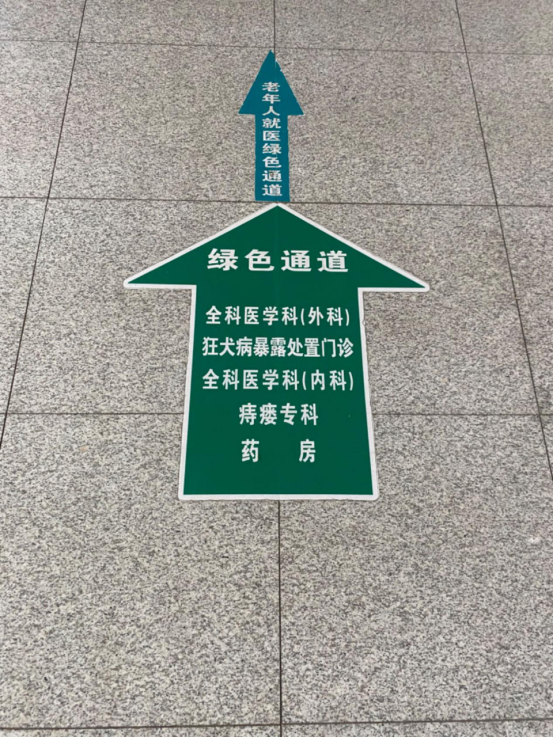 老年人就医绿色通道
绿色通道
全科医学科(外科)
狂犬病暴露处置门诊
全科医学科(内科)
痔瘘专科
药 房